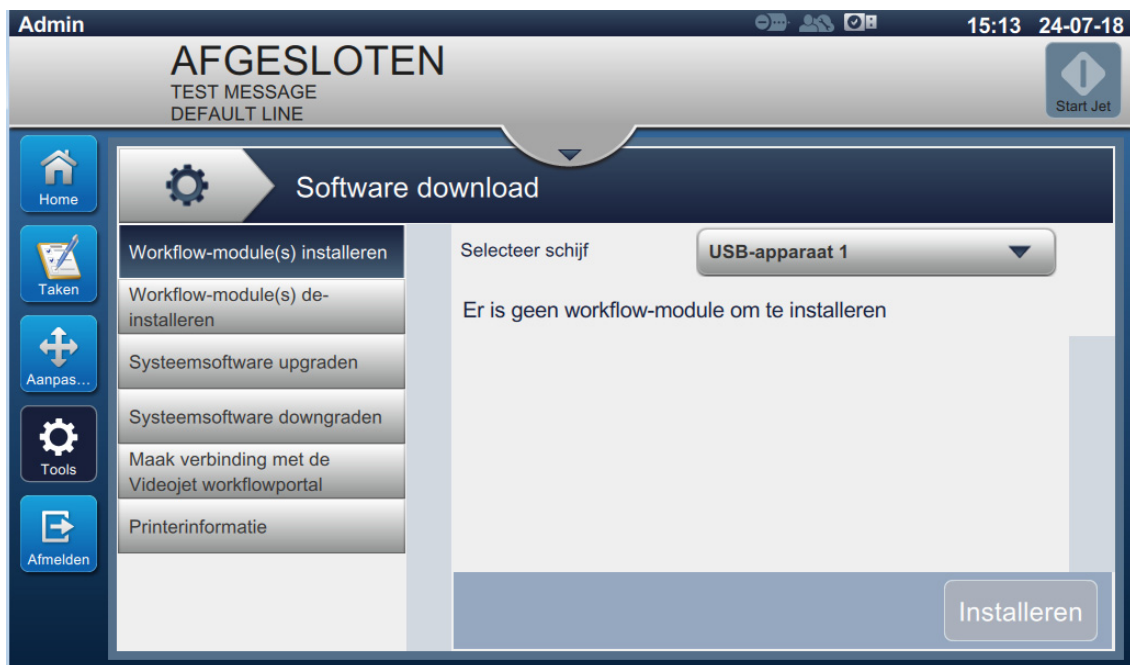 Admin
15:13 24-07-18
AFGESLOTEN
TEST MESSAGE
DEFAULT LINE
Start Jet
Home
Taken
Aanpas...
Tools
Afmelden
Software download
Workflow-module(s) installeren
Workflow-module(s) de-
installeren
Systeemsoftware upgraden
Systeemsoftware downgraden
Maak verbinding met de
Videojet workflowportal
Printerinformatie
Selecteer schijf
USB-apparaat 1
Er is geen workflow-module om te installeren
Installeren